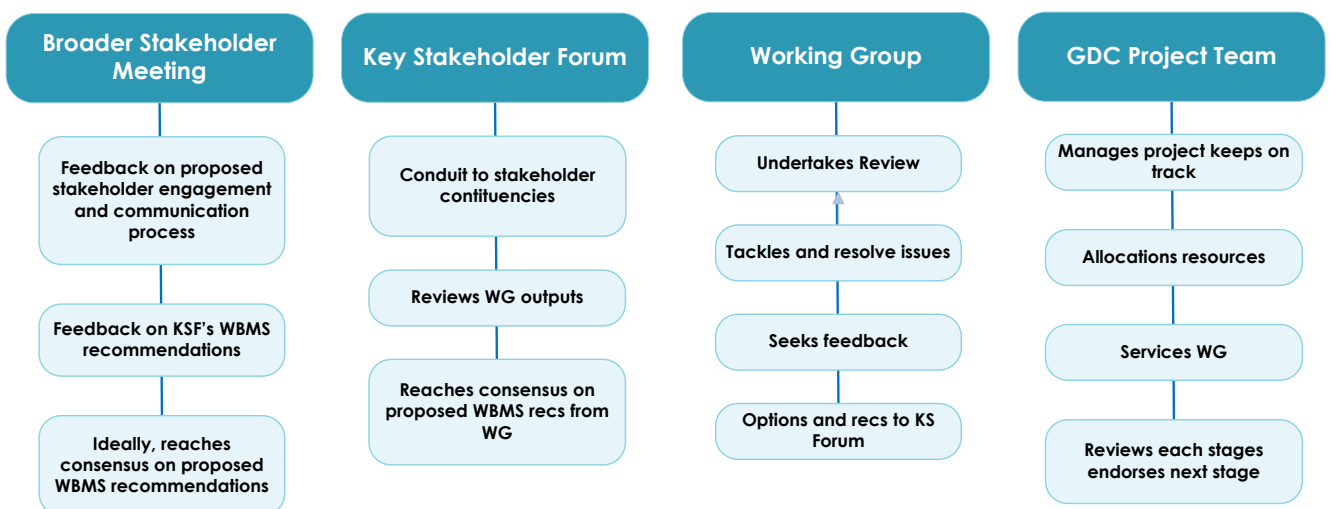 Broader Stakeholder
Meeting
Feedback on proposed
stakeholder engagement
and communication
process
Feedback on KSF's WBMS
recommendations
Ideally, reaches
consensus on proposed
WBMS recommendations
Key Stakeholder Forum
Conduit to stakeholder
contituencies
Reviews WG outputs
Reaches consensus on
proposed WBMS recs from
WG
Working Group
Undertakes Review
Tackles and resolve issues
Seeks feedback
Options and recs to KS
Forum
GDC Project Team
Manages project keeps on
track
Allocations resources
Services WG
Reviews each stages
endorses next stage